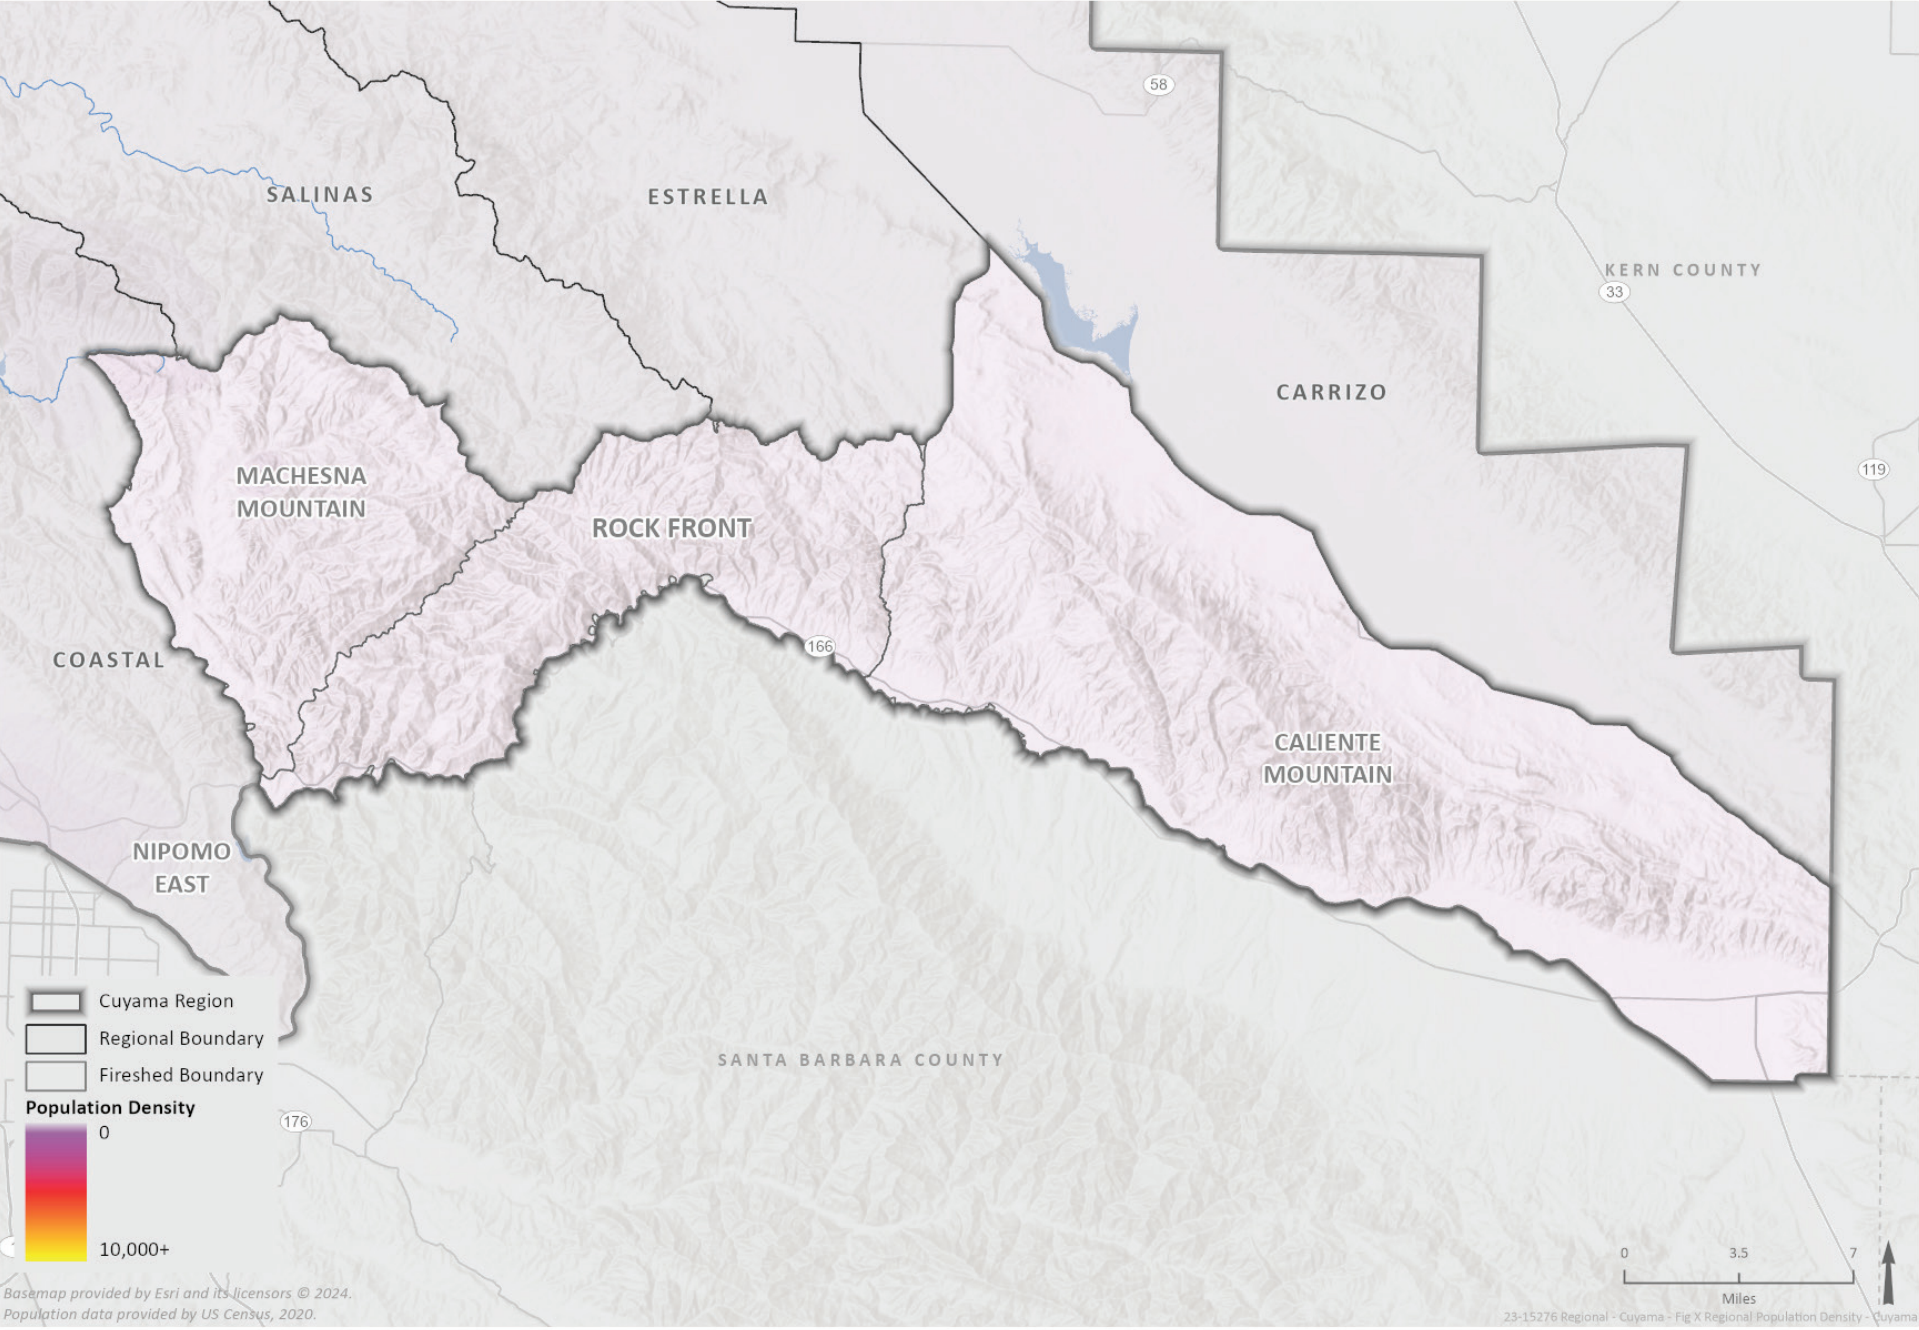 58
SALINAS
ESTRELLA
KERN COUNTY
33
CARRIZO
119
MACHESNA
MOUNTAIN
ROCK FRONT
166
COASTAL
CALIENTE
MOUNTAIN
NIPOMO
EAST
Cuyama Region
Regional Boundary
Fireshed Boundary
Population Density
0
10,000+
SANTA BARBARA COUNTY
176
0 3.5 7
Miles
Basemap provided by Esri and its licensors © 2024.
Population data provided by US Census, 2020.
23-15276 Regional - Cuyama - Fig X Regional Population Density - Cuyama